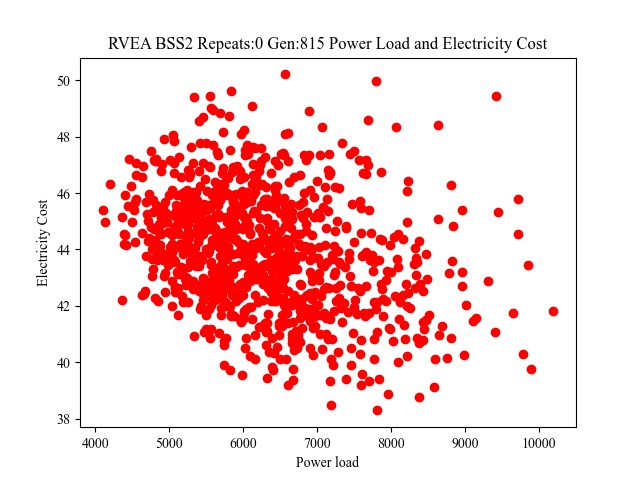 RVEA BSS2 Repeats:0 Gen:815 Power Load and Electricity Cost
50
48
46
44
42
40
38
Electricity Cost
4000 5000 6000 7000 8000 9000 10000
Power load